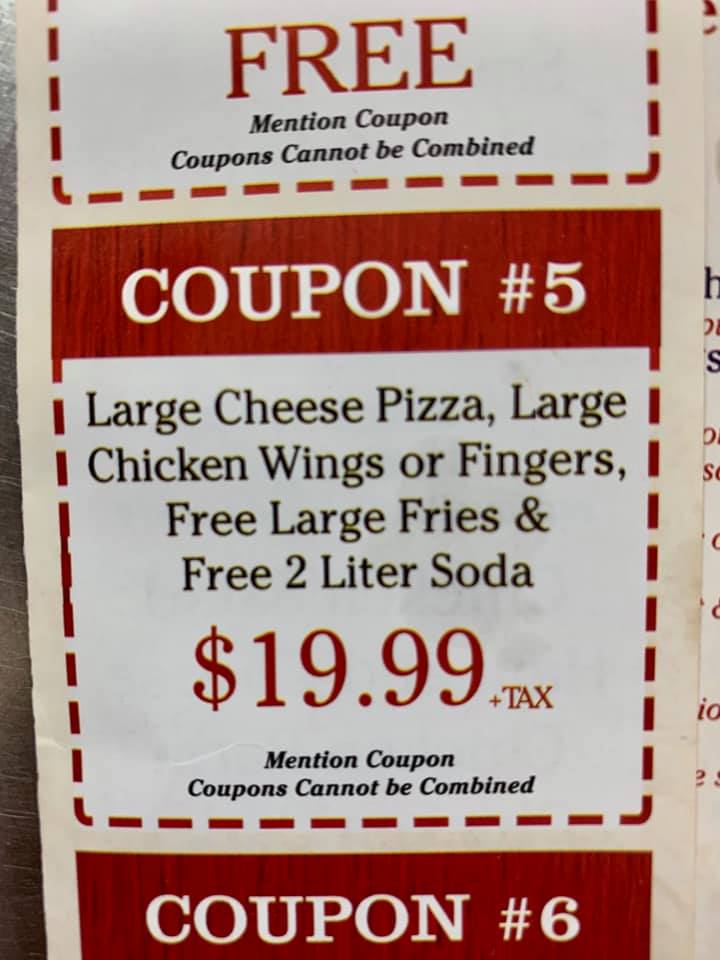 FREE
Mention Coupon
Coupons Cannot be Combined
COUPON #5
Large Cheese Pizza, Large
Chicken Wings or Fingers,
Free Large Fries &
Free 2 Liter Soda
$19.99 +TAX
Mention Coupon
Coupons Cannot be Combined
COUPON #6